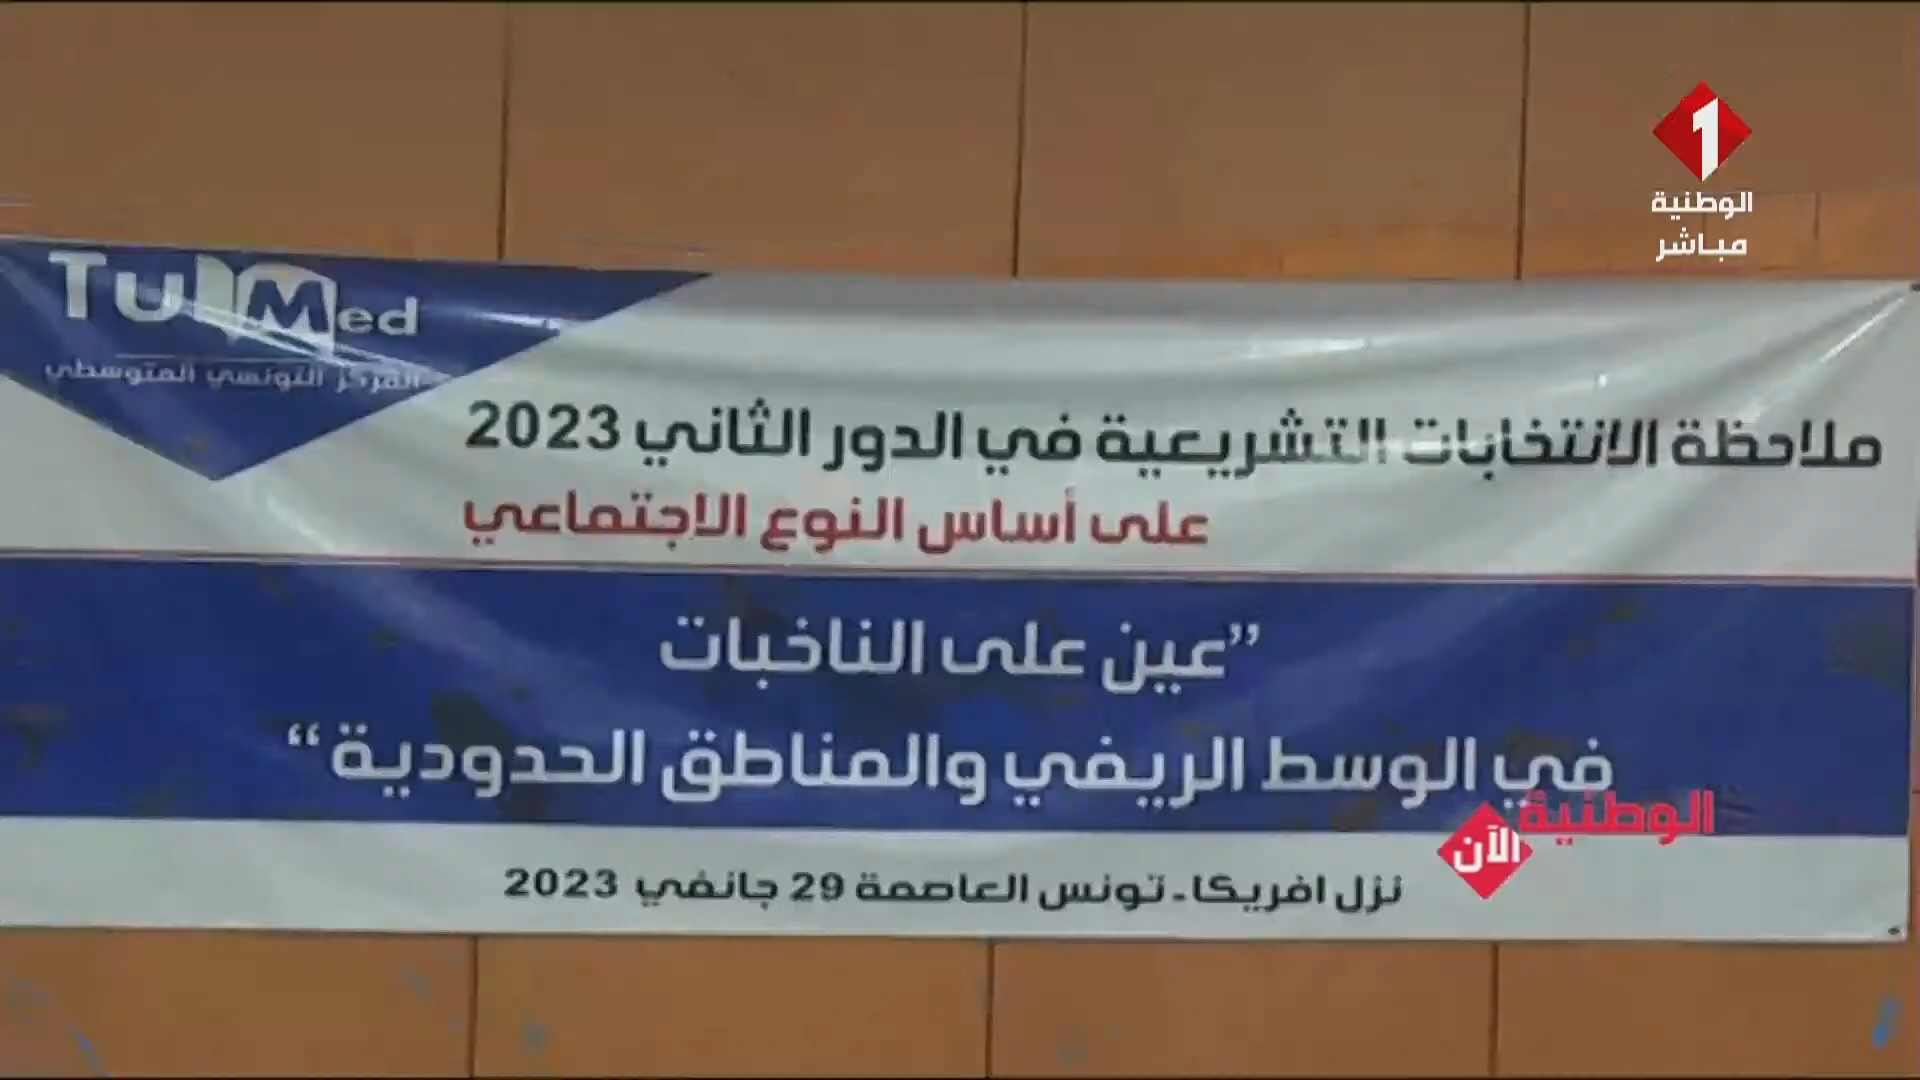 1
الوطنية
مباشر
TuMed
المركز التونسي المتوسطي
ملاحظة الانتخابات التشريعية في الدور الثاني 2023
على أساس النوع الاجتماعي
”عين على الناخبات
في الوسط الريفي والمناطق الحدودية“
الوطنية
الآن
نزل افريكا - تونس العاصمة 29 جانفي 2023